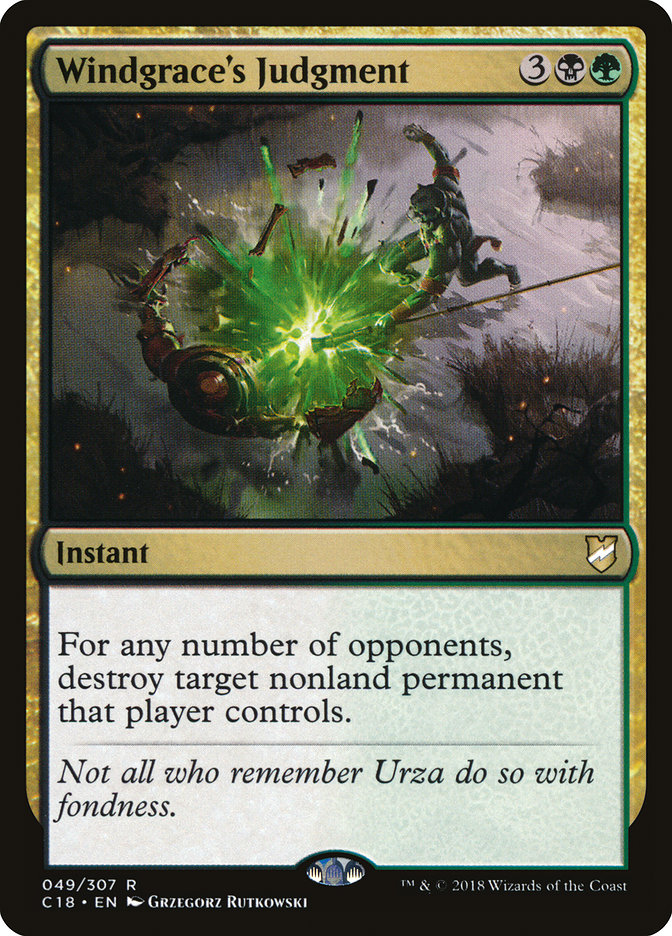 Windgrace's Judgment 3
Instant
For any number of opponents,
destroy target nonland permanent
that player controls.
Not all who remember Urza do so with
fondness.
049/307 R
C18 • EN Grzegorz Rutkowski
™ & © 2018 Wizards of the Coast